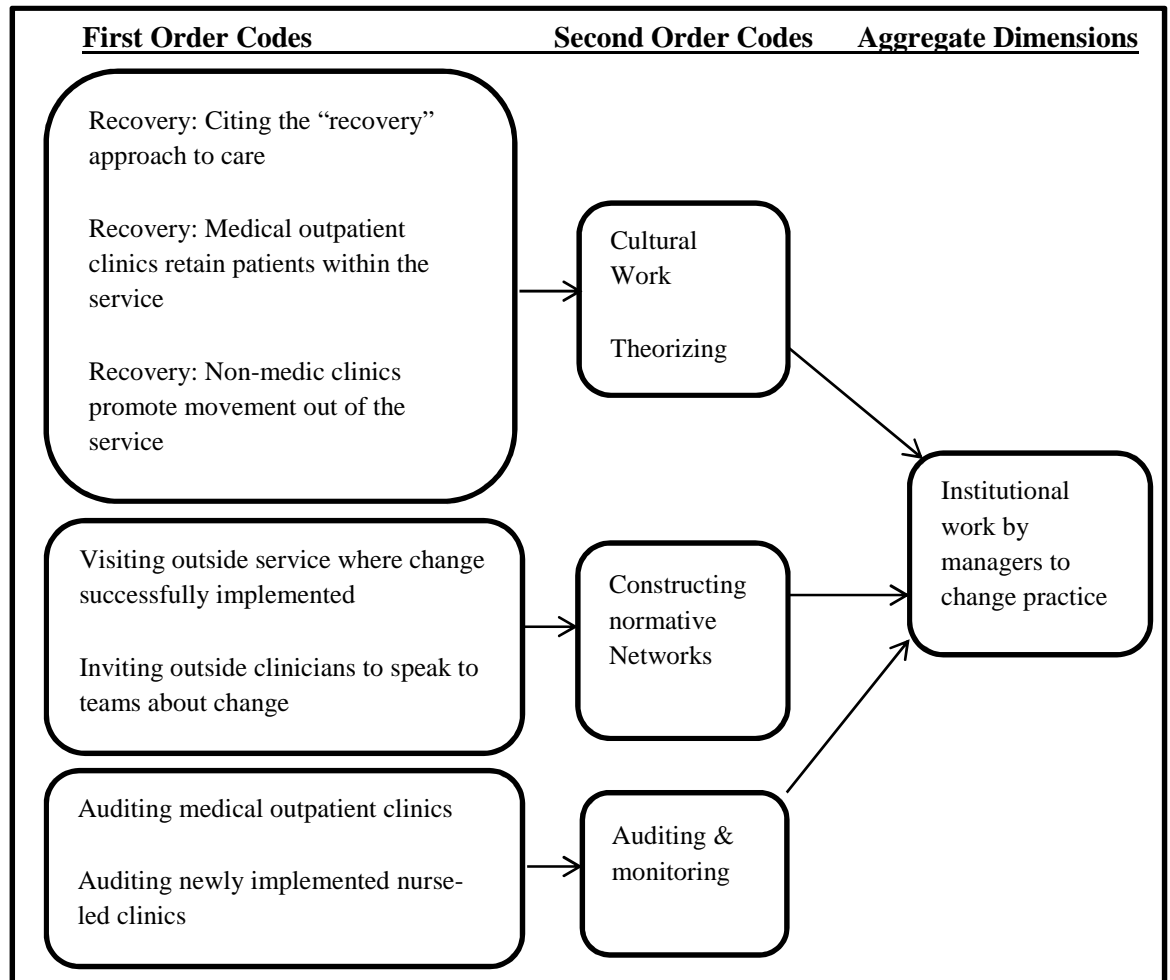 First Order Codes Second Order Codes Aggregate Dimensions
Recovery: Citing the “recovery”
approach to care
Recovery: Medical outpatient
clinics retain patients within the
service
Recovery: Non-medic clinics
promote movement out of the
service
Cultural
Work
Theorizing
Visiting outside service where change
successfully implemented
Inviting outside clinicians to speak to
teams about change
Constructing
normative
Networks
Auditing medical outpatient clinics
Auditing newly implemented nurse-
led clinics
Auditing &
monitoring
Institutional
work by
managers to
change practice